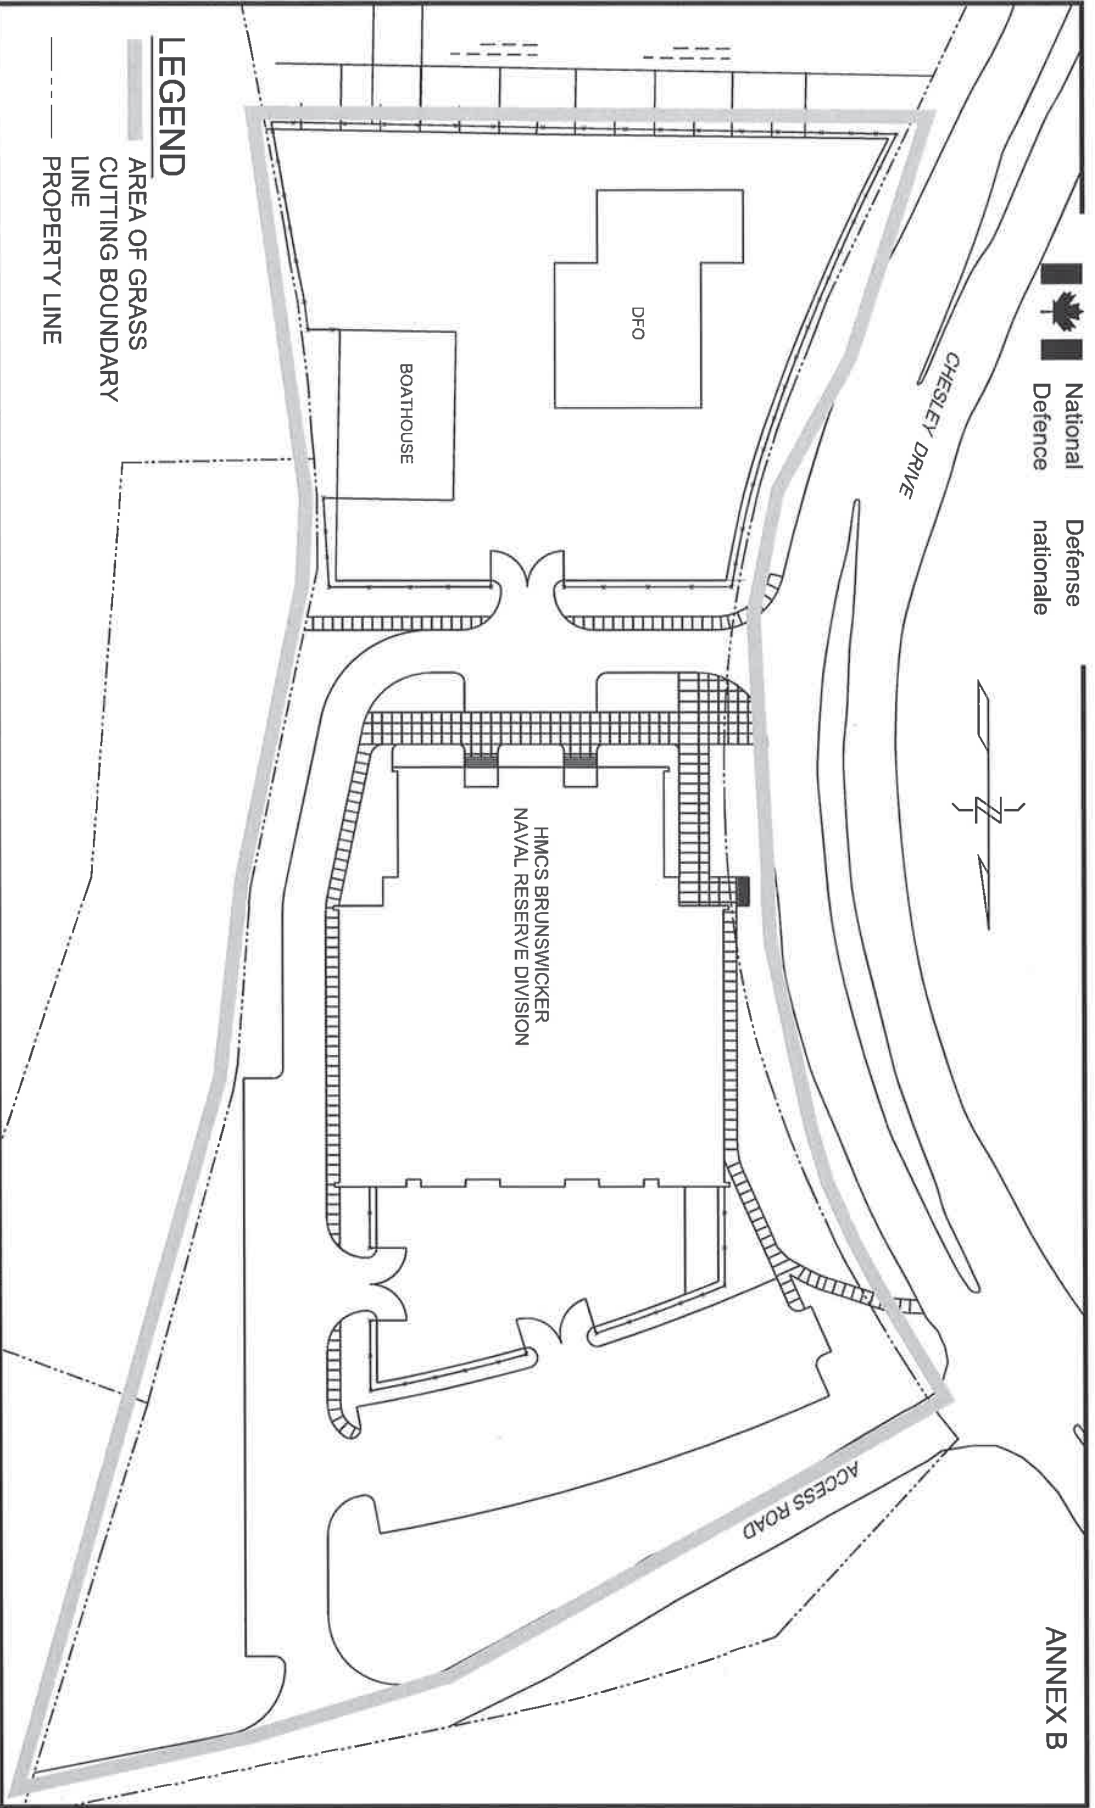 National Défense
Defence nationale
ANNEX B
CHESLEY DRIVE
DFO
BOATHOUSE
HMCS BRUNSWICKER
NAVAL RESERVE DIVISION
ACCESS ROAD
LEGEND
AREA OF GRASS
CUTTING BOUNDARY
LINE
PROPERTY LINE
N